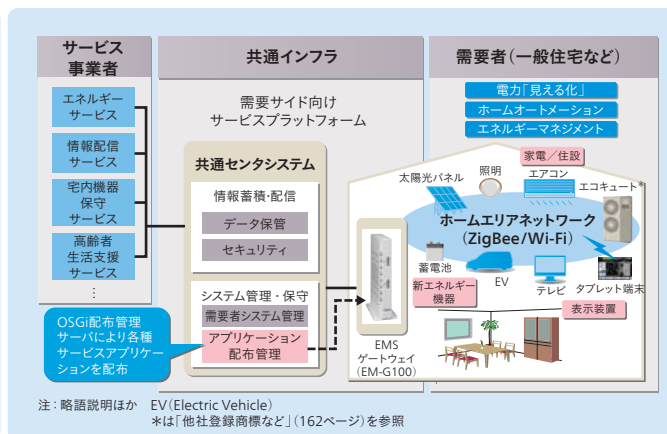 サービス
事業者
共通インフラ
需要者(一般住宅など)
エネルギー
サービス
情報配信
サービス
宅内機器
保守
サービス
高齢者
生活支援
サービス
⋮
需要サイド向け
サービスプラットフォーム
共通センタシステム
情報蓄積・配信
データ保管
セキュリティ
システム管理・保守
需要者システム管理
アプリケーション
配布管理
OSGi配布管理
サーバにより各種
サービスアプリケー
ションを配布
電力「見える化」
ホームオートメーション
エネルギーマネジメント
家電/住設
太陽光パネル
照明
エアコン
エコキュート*
ホームエリアネットワーク
(ZigBee/Wi-Fi)
蓄電池
EV
テレビ
タブレット端末
新エネルギー
機器
表示装置
EMS
ゲートウェイ
(EM-G100)
注:略語説明ほか EV(Electric Vehicle)
*は「他社登録商標など」(162ページ)を参照